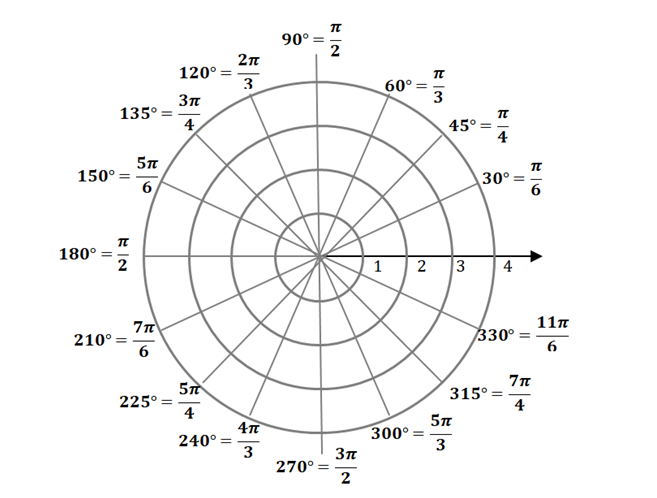 90° = π/2
120° = 2π/3
60° = π/3
135° = 3π/4
45° = π/4
150° = 5π/6
30° = π/6
180° = π/2
1 2 3 4
210° = 7π/6
330° = 11π/6
225° = 5π/4
315° = 7π/4
240° = 4π/3
300° = 5π/3
270° = 3π/2